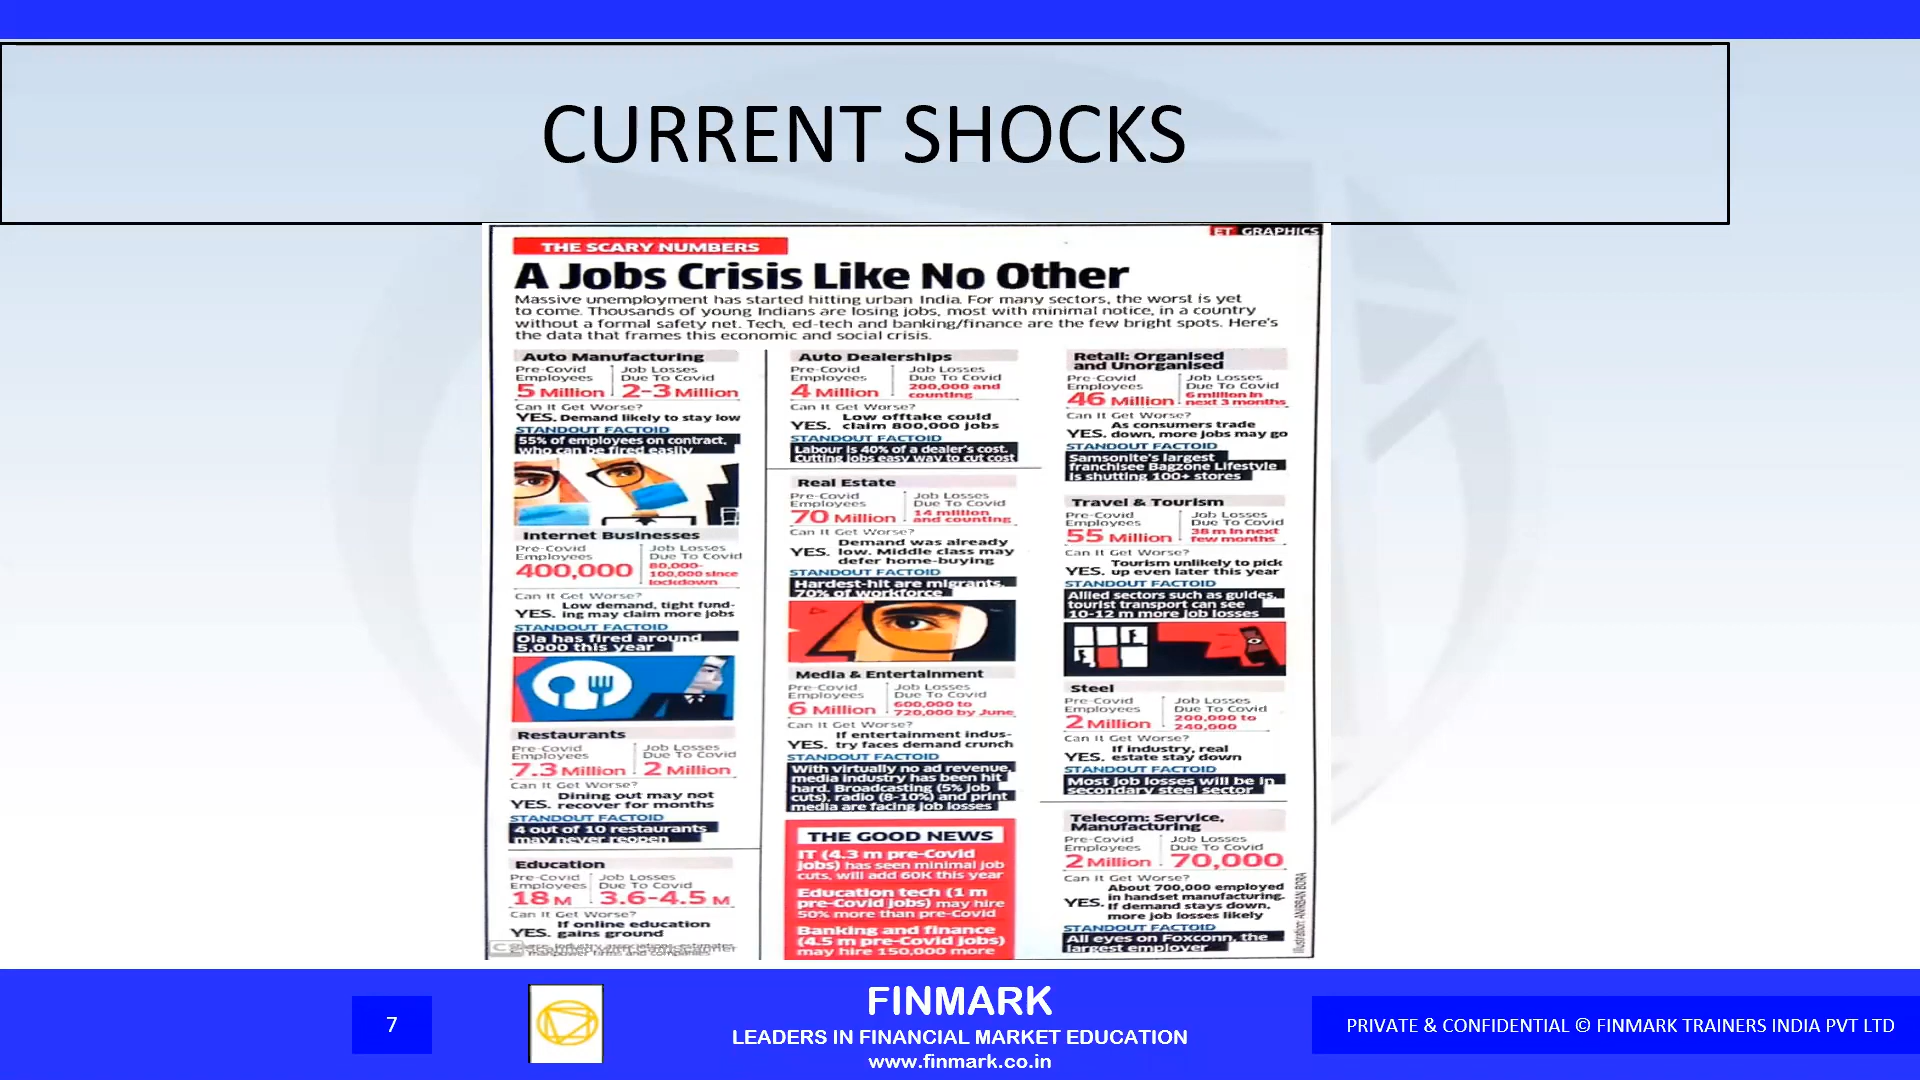 CURRENT SHOCKS
ET GRAPHICS
THE SCARY NUMBERS
A Jobs Crisis Like No Other
Massive unemployment has started hitting urban India. For many sectors, the worst is yet
to come. Thousands of young Indians are losing jobs, most with minimal notice, in a country
without a formal safety net. Tech, ed-tech and banking/finance are the few bright spots. Here's
the data that frames this economic and social crisis.
Auto Manufacturing
Pre-Covid
Employees
5 Million
Job Losses
Due To Covid
2-3 Million
Can It Get Worse?
YES. Demand likely to stay low
STANDOUT FACTOID
55% of employees on contract,
who can be fired easily
Internet Businesses
Pre-Covid
Employees
400,000
Job Losses
Due To Covid
80,000-
100,000 since
lockdown
Can It Get Worse?
YES. Low demand, tight fund-
ing may claim more jobs
STANDOUT FACTOID
Ola has fired around
5,000 this year
Restaurants
Pre-Covid
Employees
7.3 Million
Job Losses
Due To Covid
2 Million
Can It Get Worse?
YES. Dining out may not
recover for months
STANDOUT FACTOID
4 out of 10 restaurants
may never reopen
Education
Pre-Covid
Employees
18 M
Job Losses
Due To Covid
3.6-4.5 M
Can It Get Worse?
YES. If online education
gains ground
Auto Dealerships
Pre-Covid
Employees
4 Million
Job Losses
Due To Covid
200,000 and
counting
Can It Get Worse?
YES. Low offtake could
claim 800,000 jobs
STANDOUT FACTOID
Labour is 40% of a dealer's cost.
Cutting jobs easy way to cut cost
Real Estate
Pre-Covid
Employees
70 Million
Job Losses
Due To Covid
14 million
and counting
Can It Get Worse?
YES. Demand was already
low. Middle class may
defer home-buying
STANDOUT FACTOID
Hardest-hit are migrants,
70% of workforce
Media & Entertainment
Pre-Covid
Employees
6 Million
Job Losses
Due To Covid
600,000 to
720,000 by June
Can It Get Worse?
YES. If entertainment indus-
try faces demand crunch
STANDOUT FACTOID
With virtually no ad revenue,
media industry has been hit
hard. Broadcasting (5% job
cuts), radio (8-10%) and print
media are facing job losses
THE GOOD NEWS
IT (4.3 m pre-Covid
jobs) has seen minimal job
cuts, will add 60K this year
Education tech (1 m
pre-Covid jobs) may hire
50% more than pre-Covid
Banking and finance
(4.5 m pre-Covid jobs)
may hire 150,000 more
Retail: Organised
and Unorganised
Pre-Covid
Employees
46 Million
Job Losses
Due To Covid
6 million in
next 3 months
Can It Get Worse?
YES. As consumers trade
down, more jobs may go
STANDOUT FACTOID
Samsonite's largest
franchisee Bagzone Lifestyle
is shutting 100+ stores
Travel & Tourism
Pre-Covid
Employees
55 Million
Job Losses
Due To Covid
38 m in next
few months
Can It Get Worse?
YES. Tourism unlikely to pick
up even later this year
STANDOUT FACTOID
Allied sectors such as guides,
tourist transport can see
10-12 m more job losses
Steel
Pre-Covid
Employees
2 Million
Job Losses
Due To Covid
200,000 to
240,000
Can It Get Worse?
YES. If industry, real
estate stay down
STANDOUT FACTOID
Most job losses will be in
secondary steel sector
Telecom: Service,
Manufacturing
Pre-Covid
Employees
2 Million
Job Losses
Due To Covid
70,000
Can It Get Worse?
YES. About 700,000 employed
in handset manufacturing.
If demand stays down,
more job losses likely
STANDOUT FACTOID
All eyes on Foxconn, the
largest employer
Illustration: ANIRBAN BORA
7
FINMARK
LEADERS IN FINANCIAL MARKET EDUCATION
www.finmark.co.in
PRIVATE & CONFIDENTIAL © FINMARK TRAINERS INDIA PVT LTD